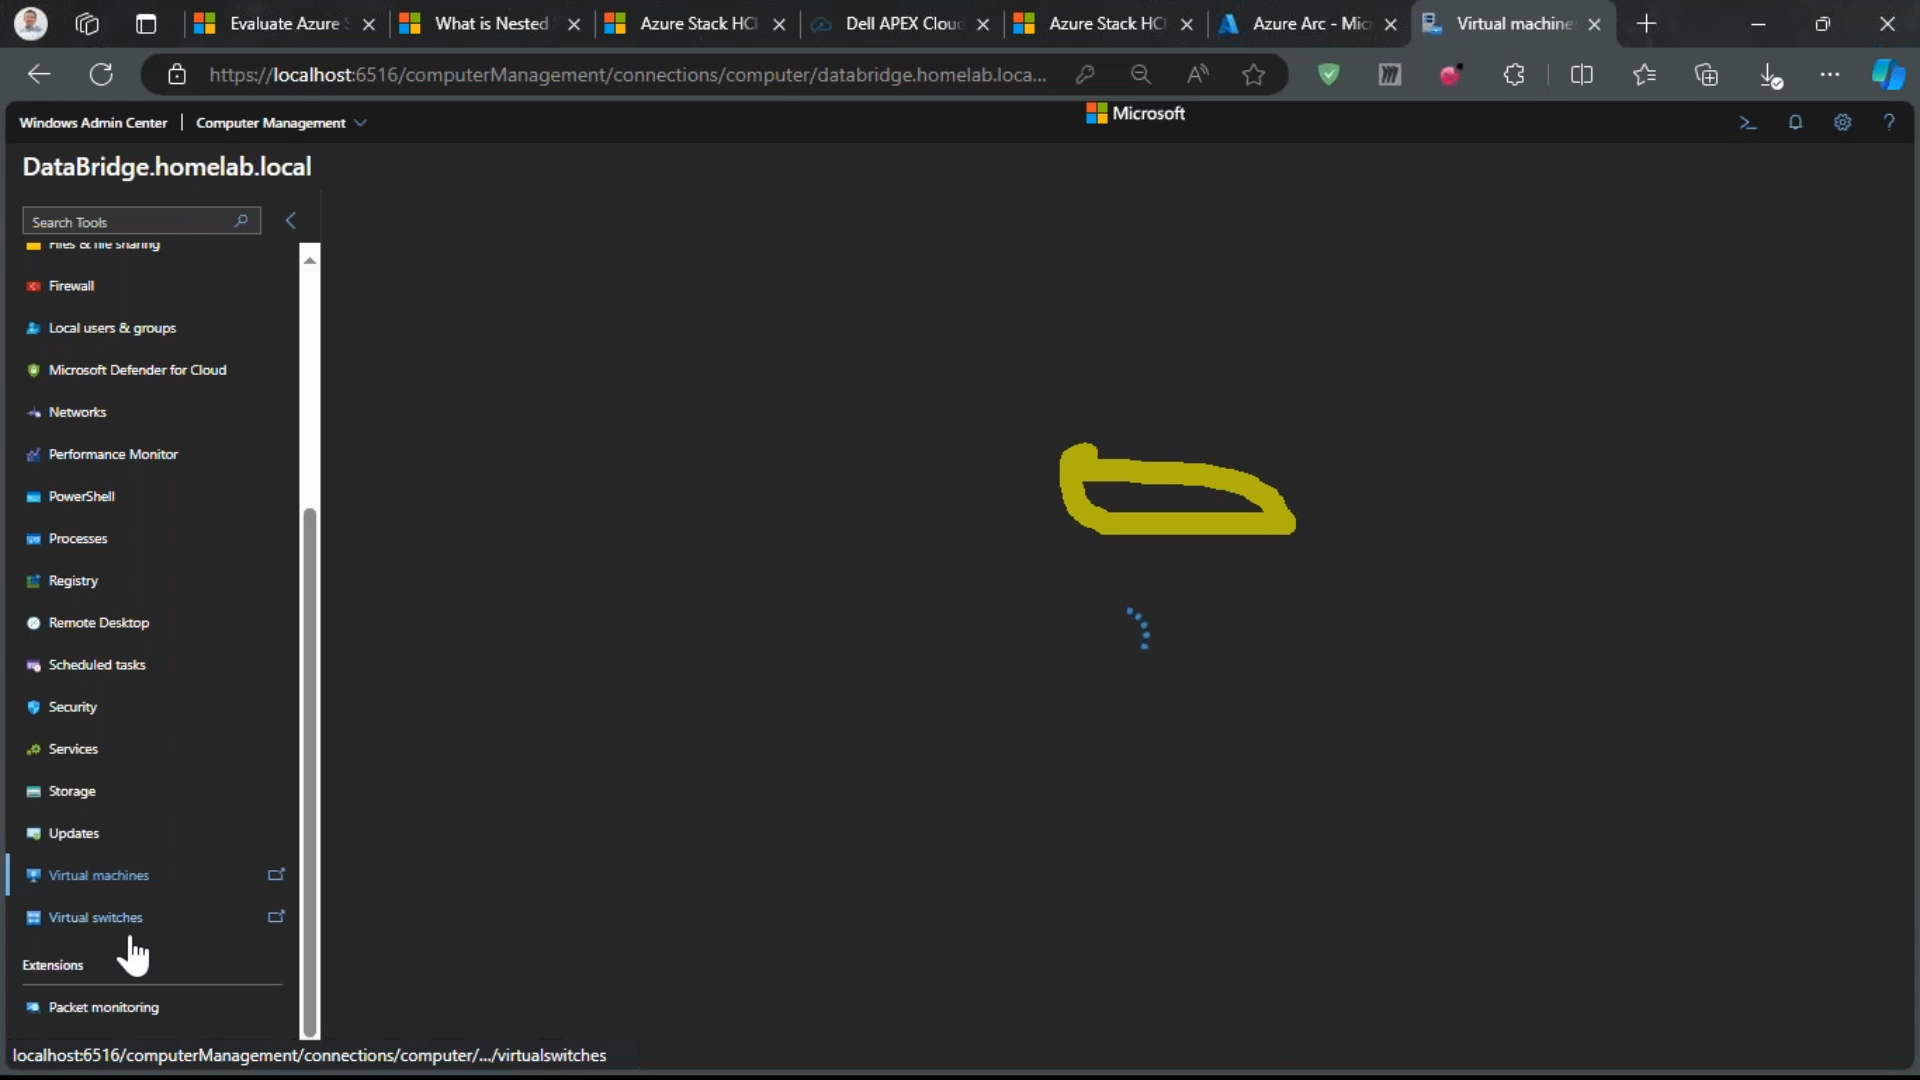 Evaluate Azure S
What is Nested
Azure Stack HCI
Dell APEX Cloud
Azure Stack HCI
Azure Arc - Mic
Virtual machine
https://localhost:6516/computerManagement/connections/computer/databridge.homelab.loca...
Windows Admin Center
Computer Management
Microsoft
DataBridge.homelab.local
Search Tools
Files & file sharing
Firewall
Local users & groups
Microsoft Defender for Cloud
Networks
Performance Monitor
PowerShell
Processes
Registry
Remote Desktop
Scheduled tasks
Security
Services
Storage
Updates
Virtual machines
Virtual switches
Extensions
Packet monitoring
localhost:6516/computerManagement/connections/computer/.../virtualswitches